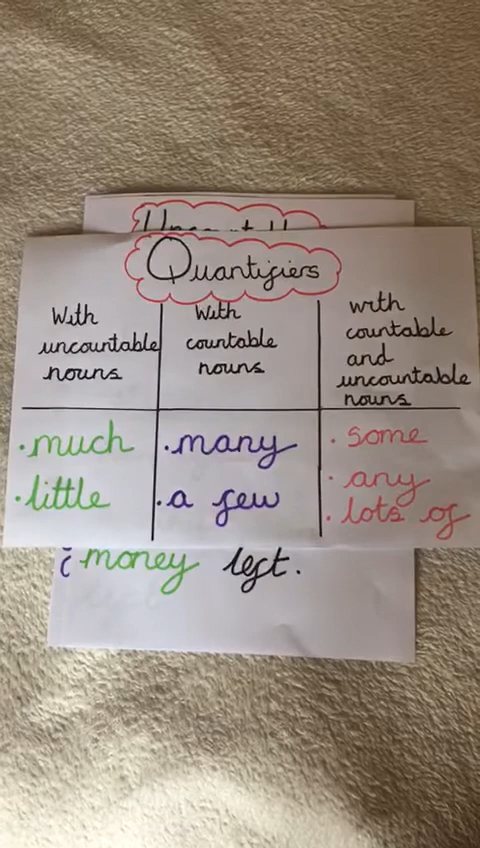 Quantifiers
With uncountable nouns
With countable nouns
with countable and uncountable nouns
·much
·little
·many
·a few
·some
·any
·lots of
money left.